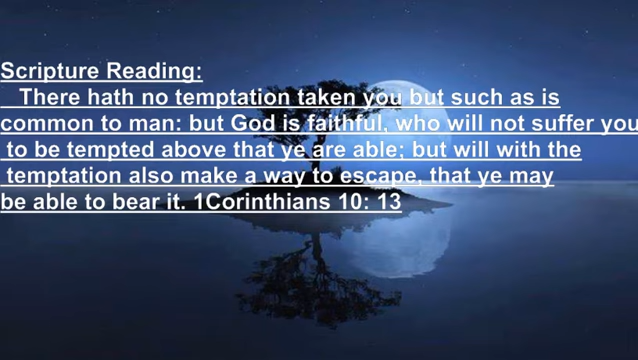 Scripture Reading:
There hath no temptation taken you but such as is
common to man: but God is faithful, who will not suffer you
to be tempted above that ye are able; but will with the
temptation also make a way to escape, that ye may
be able to bear it. 1Corinthians 10: 13